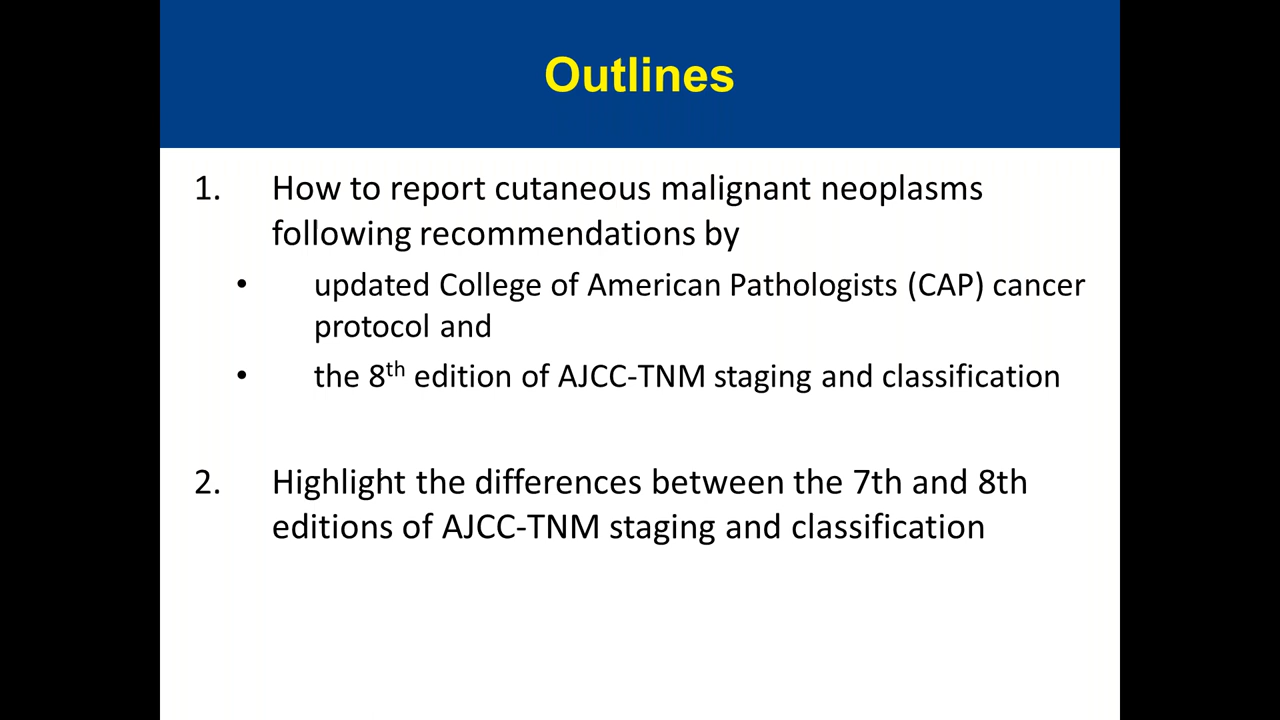 Outlines
1. How to report cutaneous malignant neoplasms
following recommendations by
• updated College of American Pathologists (CAP) cancer
protocol and
• the 8th edition of AJCC-TNM staging and classification
2. Highlight the differences between the 7th and 8th
editions of AJCC-TNM staging and classification